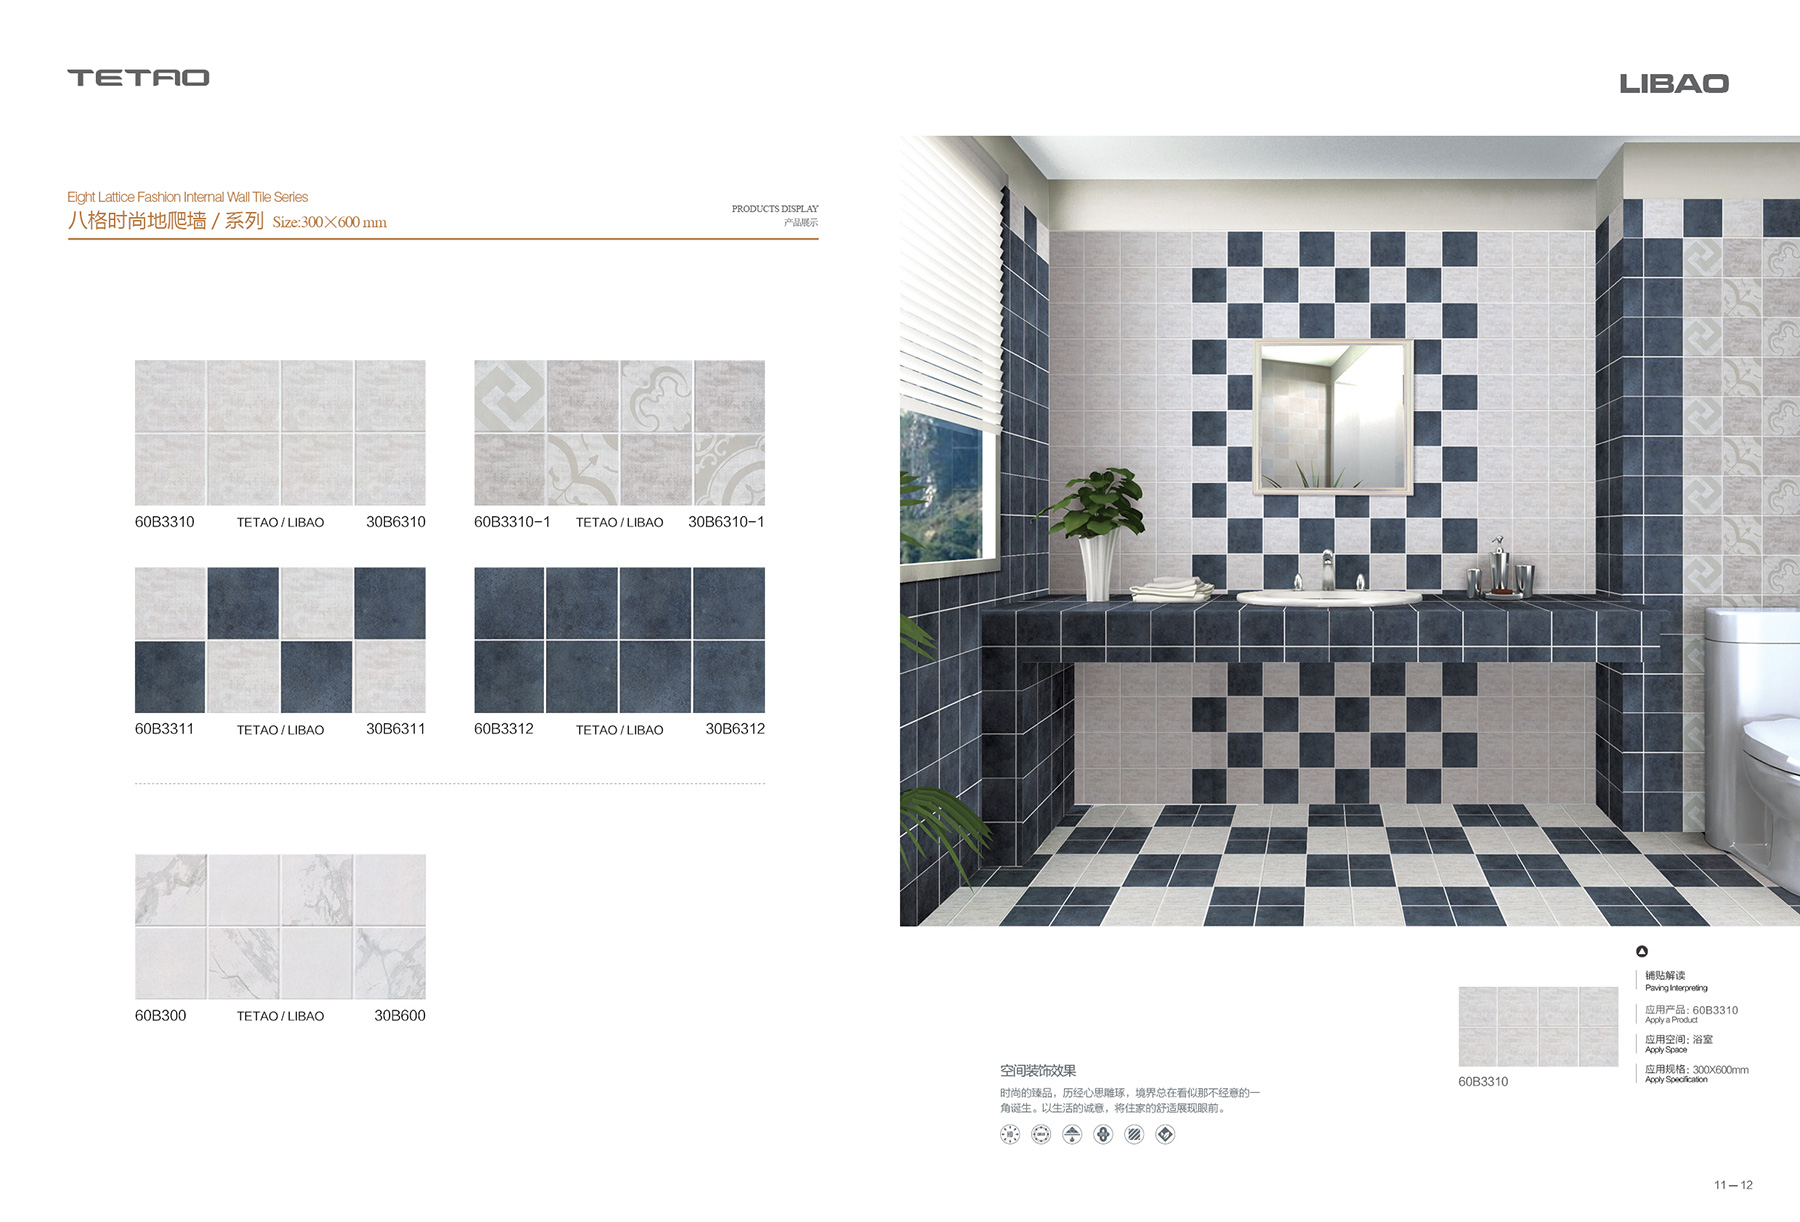 TETAO
LIBAO
Eight Lattice Fashion Internal Wall Tile Series
八格时尚地爬墙 / 系列 Size:300×600 mm
PRODUCTS DISPLAY
产品展示
60B3310 TETAO / LIBAO 30B6310
60B3310-1 TETAO / LIBAO 30B6310-1
60B3311 TETAO / LIBAO 30B6311
60B3312 TETAO / LIBAO 30B6312
60B300 TETAO / LIBAO 30B600
空间装饰效果
时尚的臻品，历经心思雕琢，境界总在看似那不经意的一
角诞生。以生活的诚意，将住家的舒适展现眼前。
60B3310
铺贴解读
Paving Interpreting
应用产品: 60B3310
Apply a Product
应用空间: 浴室
Apply Space
应用规格: 300X600mm
Apply Specification
11—12